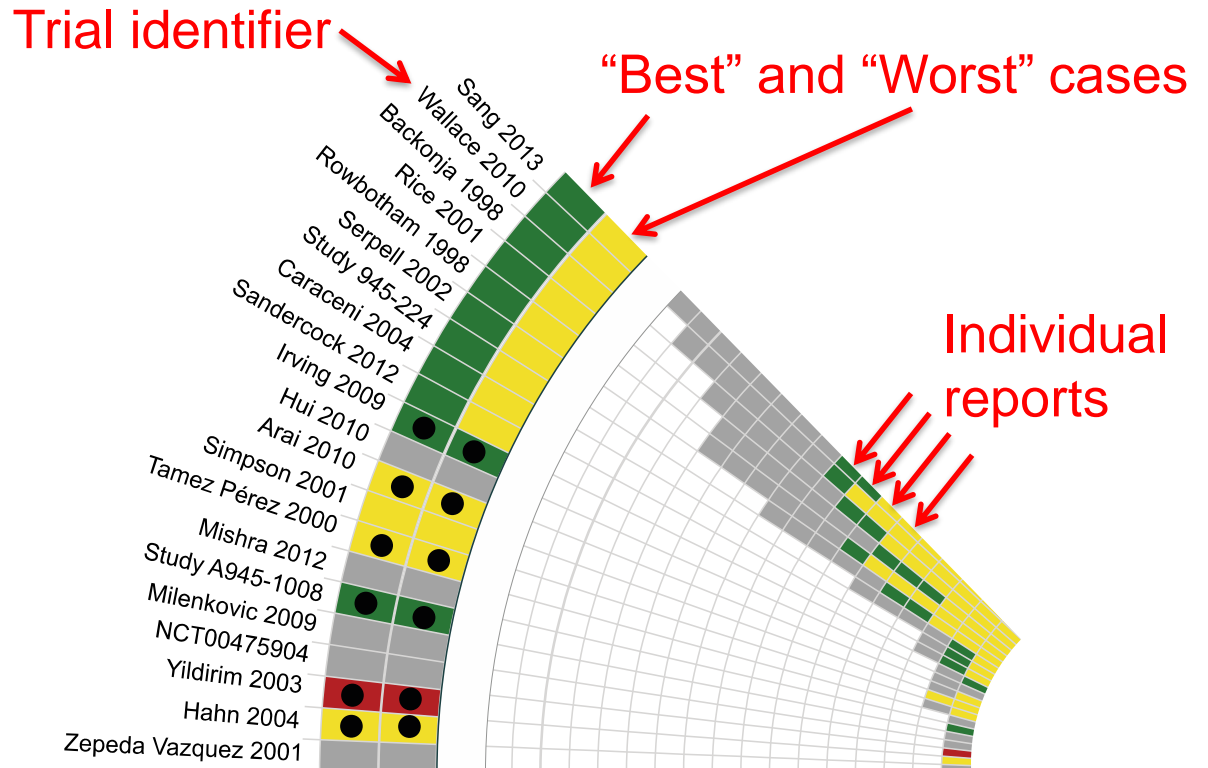 Trial identifier
“Best” and “Worst” cases
Individual
reports
Sang 2013
Wallace 2010
Backonja 1998
Rice 2001
Rowbotham 1998
Serpell 2002
Study 945-224
Caraceni 2004
Sandercock 2012
Irving 2009
Hui 2010
Arai 2010
Simpson 2001
Tamez Pérez 2000
Mishra 2012
Study A945-1008
Milenkovic 2009
NCT00475904
Yildirim 2003
Hahn 2004
Zepeda Vazquez 2001